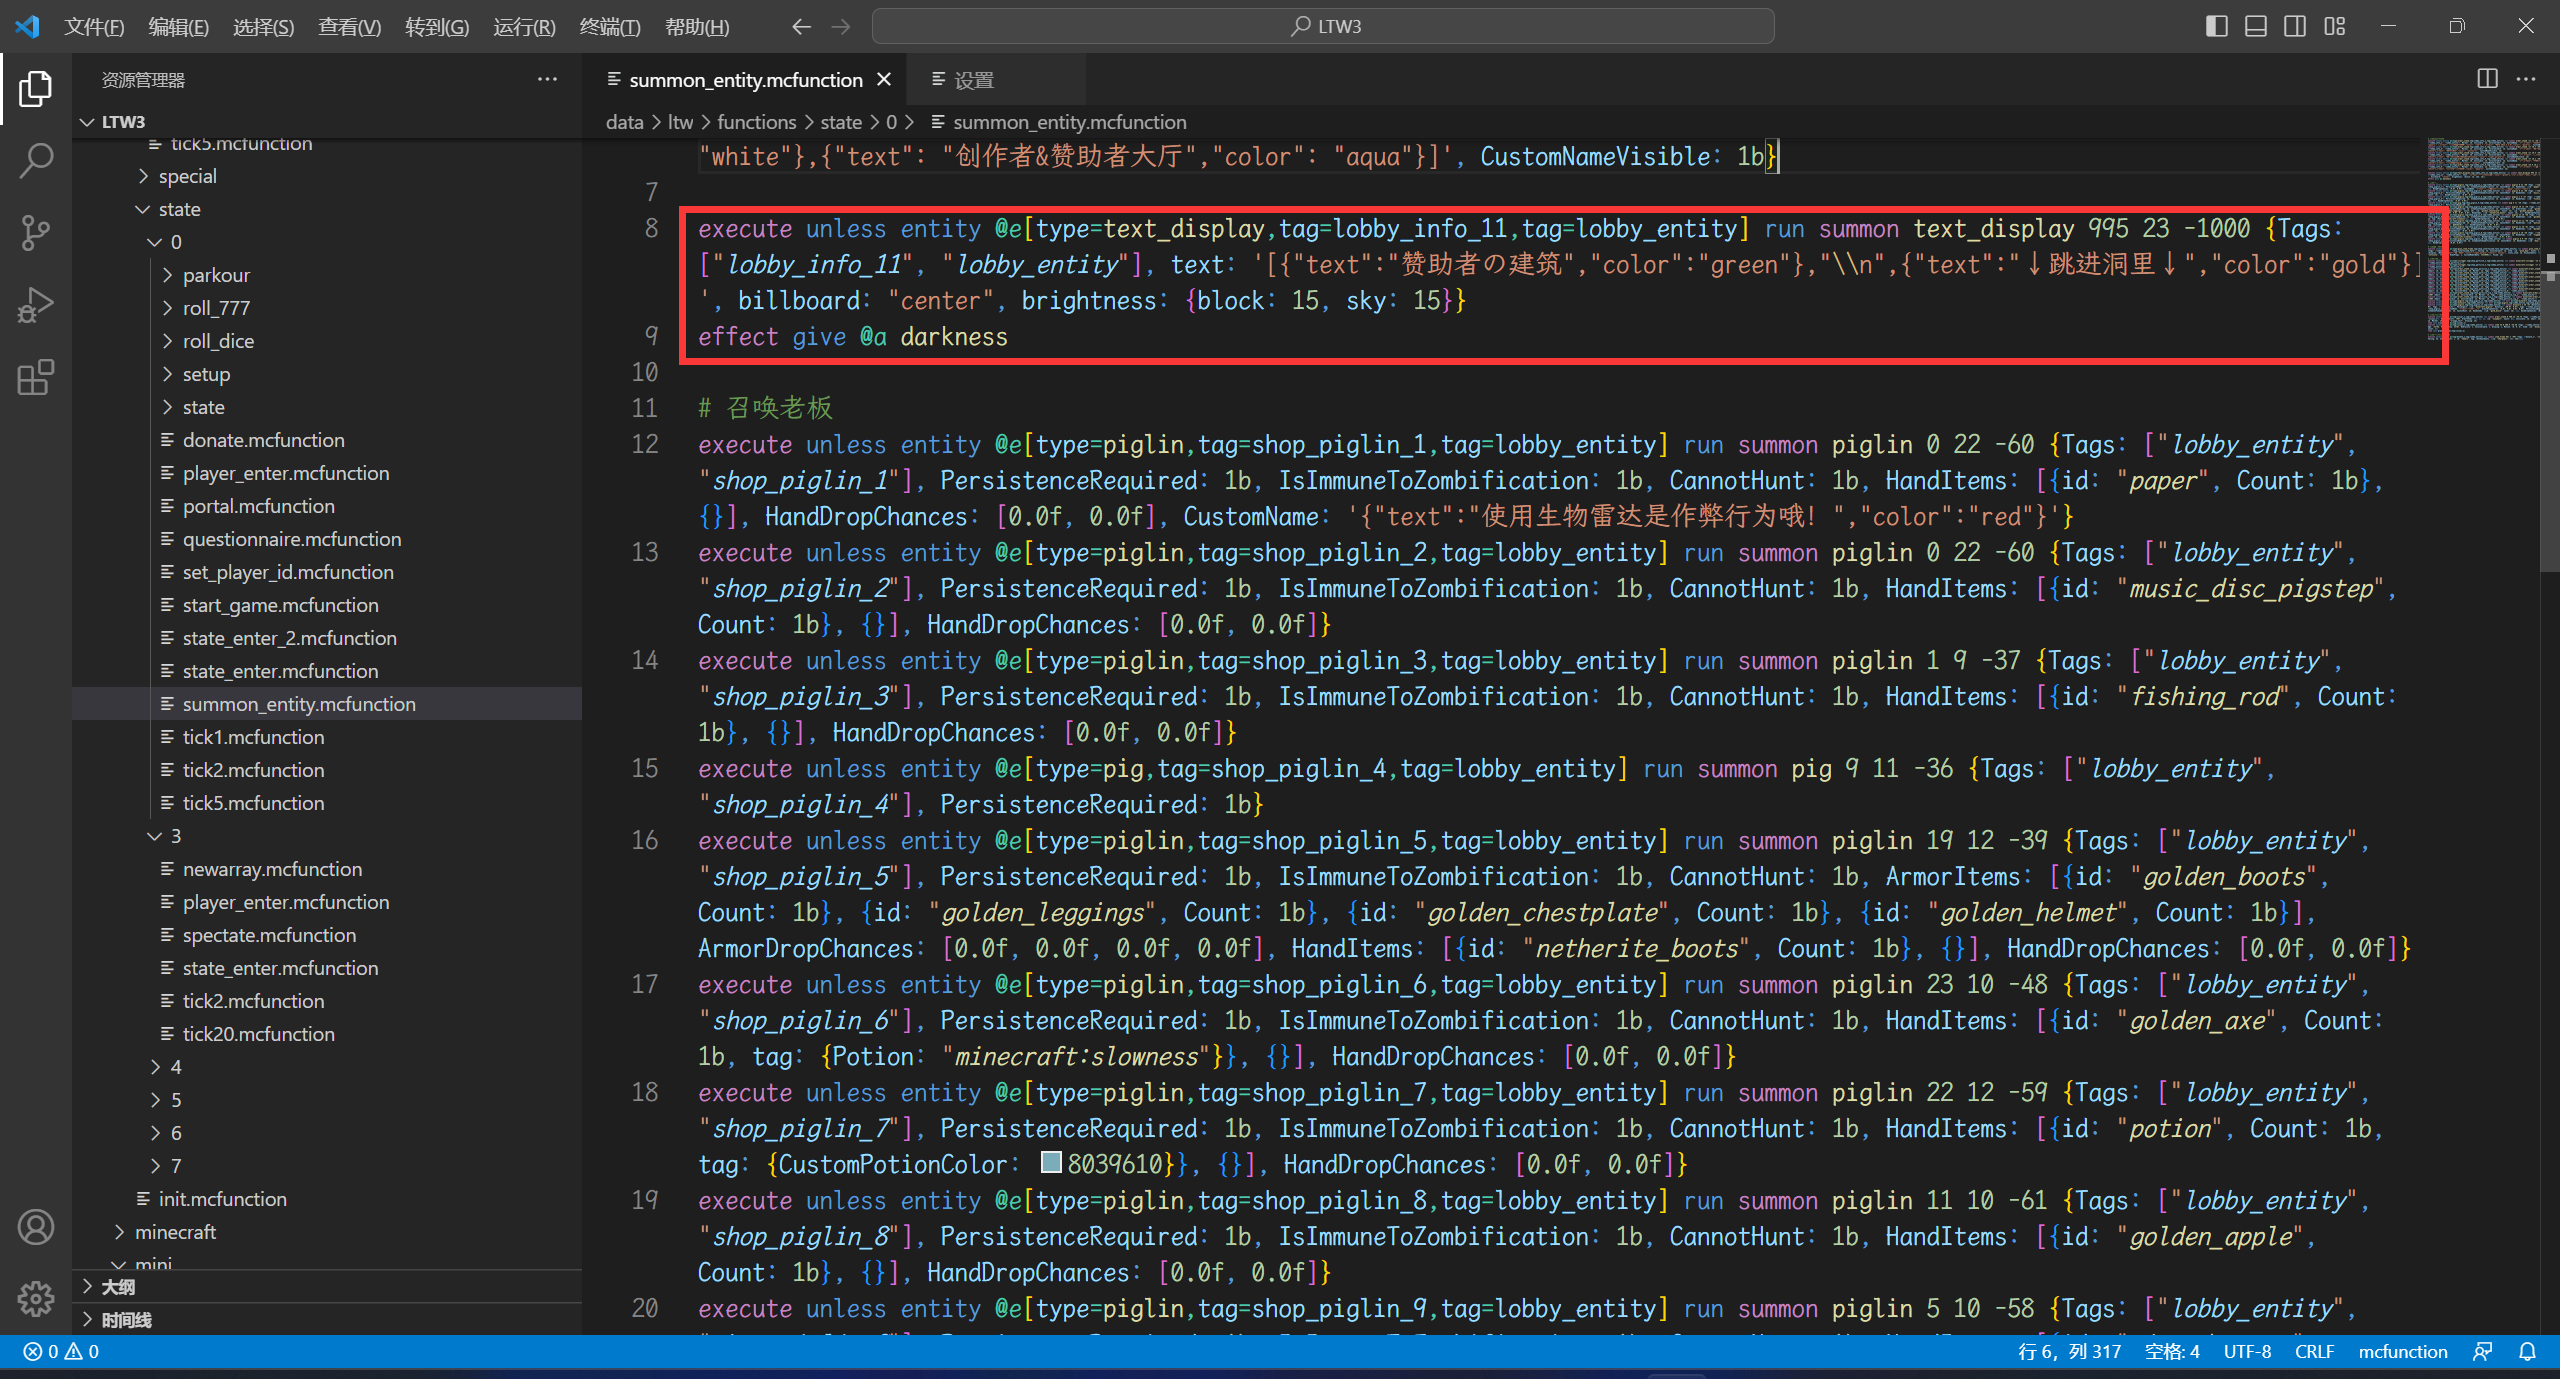 文件(F) 编辑(E) 选择(S) 查看(V) 转到(G) 运行(R) 终端(T) 帮助(H) LTW3
资源管理器
summon_entity.mcfunction 设置
LTW3
data ltw functions state 0 summon_entity.mcfunction
tick5.mcfunction
special
state
0
parkour
roll_777
roll_dice
setup
state
donate.mcfunction
player_enter.mcfunction
portal.mcfunction
questionnaire.mcfunction
set_player_id.mcfunction
start_game.mcfunction
state_enter_2.mcfunction
state_enter.mcfunction
summon_entity.mcfunction
tick1.mcfunction
tick2.mcfunction
tick5.mcfunction
3
newarray.mcfunction
player_enter.mcfunction
spectate.mcfunction
state_enter.mcfunction
tick2.mcfunction
tick20.mcfunction
4
5
6
7
init.mcfunction
minecraft
mini
大纲
时间线
"white"},{"text": "创作者&赞助者大厅","color": "aqua"}]', CustomNameVisible: 1b}
7
8 execute unless entity @e[type=text_display,tag=lobby_info_11,tag=lobby_entity] run summon text_display 995 23 -1000 {Tags:
["lobby_info_11", "lobby_entity"], text: '[{"text":"赞助者の建筑","color":"green"},"\\n",{"text":"↓跳进洞里↓","color":"gold"}]
', billboard: "center", brightness: {block: 15, sky: 15}}
9 effect give @a darkness
10
11 # 召唤老板
12 execute unless entity @e[type=piglin,tag=shop_piglin_1,tag=lobby_entity] run summon piglin 0 22 -60 {Tags: ["lobby_entity",
"shop_piglin_1"], PersistenceRequired: 1b, IsImmuneToZombification: 1b, CannotHunt: 1b, HandItems: [{id: "paper", Count: 1b},
{}], HandDropChances: [0.0f, 0.0f], CustomName: '{"text":"使用生物雷达是作弊行为哦！","color":"red"}'}
13 execute unless entity @e[type=piglin,tag=shop_piglin_2,tag=lobby_entity] run summon piglin 0 22 -60 {Tags: ["lobby_entity",
"shop_piglin_2"], PersistenceRequired: 1b, IsImmuneToZombification: 1b, CannotHunt: 1b, HandItems: [{id: "music_disc_pigstep",
Count: 1b}, {}], HandDropChances: [0.0f, 0.0f]}
14 execute unless entity @e[type=piglin,tag=shop_piglin_3,tag=lobby_entity] run summon piglin 1 9 -37 {Tags: ["lobby_entity",
"shop_piglin_3"], PersistenceRequired: 1b, IsImmuneToZombification: 1b, CannotHunt: 1b, HandItems: [{id: "fishing_rod", Count:
1b}, {}], HandDropChances: [0.0f, 0.0f]}
15 execute unless entity @e[type=pig,tag=shop_piglin_4,tag=lobby_entity] run summon pig 9 11 -36 {Tags: ["lobby_entity",
"shop_piglin_4"], PersistenceRequired: 1b}
16 execute unless entity @e[type=piglin,tag=shop_piglin_5,tag=lobby_entity] run summon piglin 19 12 -39 {Tags: ["lobby_entity",
"shop_piglin_5"], PersistenceRequired: 1b, IsImmuneToZombification: 1b, CannotHunt: 1b, ArmorItems: [{id: "golden_boots",
Count: 1b}, {id: "golden_leggings", Count: 1b}, {id: "golden_chestplate", Count: 1b}, {id: "golden_helmet", Count: 1b}],
ArmorDropChances: [0.0f, 0.0f, 0.0f, 0.0f], HandItems: [{id: "netherite_boots", Count: 1b}, {}], HandDropChances: [0.0f, 0.0f]}
17 execute unless entity @e[type=piglin,tag=shop_piglin_6,tag=lobby_entity] run summon piglin 23 10 -48 {Tags: ["lobby_entity",
"shop_piglin_6"], PersistenceRequired: 1b, IsImmuneToZombification: 1b, CannotHunt: 1b, HandItems: [{id: "golden_axe", Count:
1b, tag: {Potion: "minecraft:slowness"}}, {}], HandDropChances: [0.0f, 0.0f]}
18 execute unless entity @e[type=piglin,tag=shop_piglin_7,tag=lobby_entity] run summon piglin 22 12 -59 {Tags: ["lobby_entity",
"shop_piglin_7"], PersistenceRequired: 1b, IsImmuneToZombification: 1b, CannotHunt: 1b, HandItems: [{id: "potion", Count: 1b,
tag: {CustomPotionColor: 8039610}}, {}], HandDropChances: [0.0f, 0.0f]}
19 execute unless entity @e[type=piglin,tag=shop_piglin_8,tag=lobby_entity] run summon piglin 11 10 -61 {Tags: ["lobby_entity",
"shop_piglin_8"], PersistenceRequired: 1b, IsImmuneToZombification: 1b, CannotHunt: 1b, HandItems: [{id: "golden_apple",
Count: 1b}, {}], HandDropChances: [0.0f, 0.0f]}
20 execute unless entity @e[type=piglin,tag=shop_piglin_9,tag=lobby_entity] run summon piglin 5 10 -58 {Tags: ["lobby_entity",
0 0 行 6，列 317 空格: 4 UTF-8 CRLF mcfunction